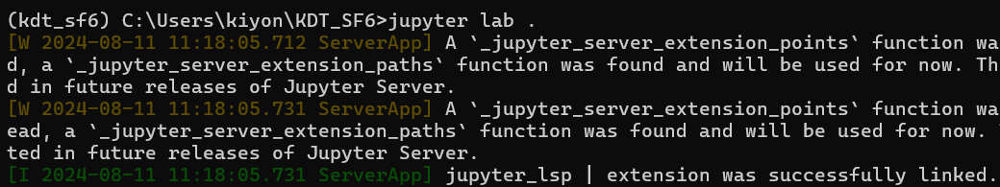 (kdt_sf6) C:\Users\kiyon\KDT_SF6>jupyter lab .
[W 2024-08-11 11:18:05.712 ServerApp] A `_jupyter_server_extension_points` function wa
d, a `_jupyter_server_extension_paths` function was found and will be used for now. Th
d in future releases of Jupyter Server.
[W 2024-08-11 11:18:05.731 ServerApp] A `_jupyter_server_extension_points` function wa
ead, a `_jupyter_server_extension_paths` function was found and will be used for now.
ted in future releases of Jupyter Server.
[I 2024-08-11 11:18:05.731 ServerApp] jupyter_lsp | extension was successfully linked.